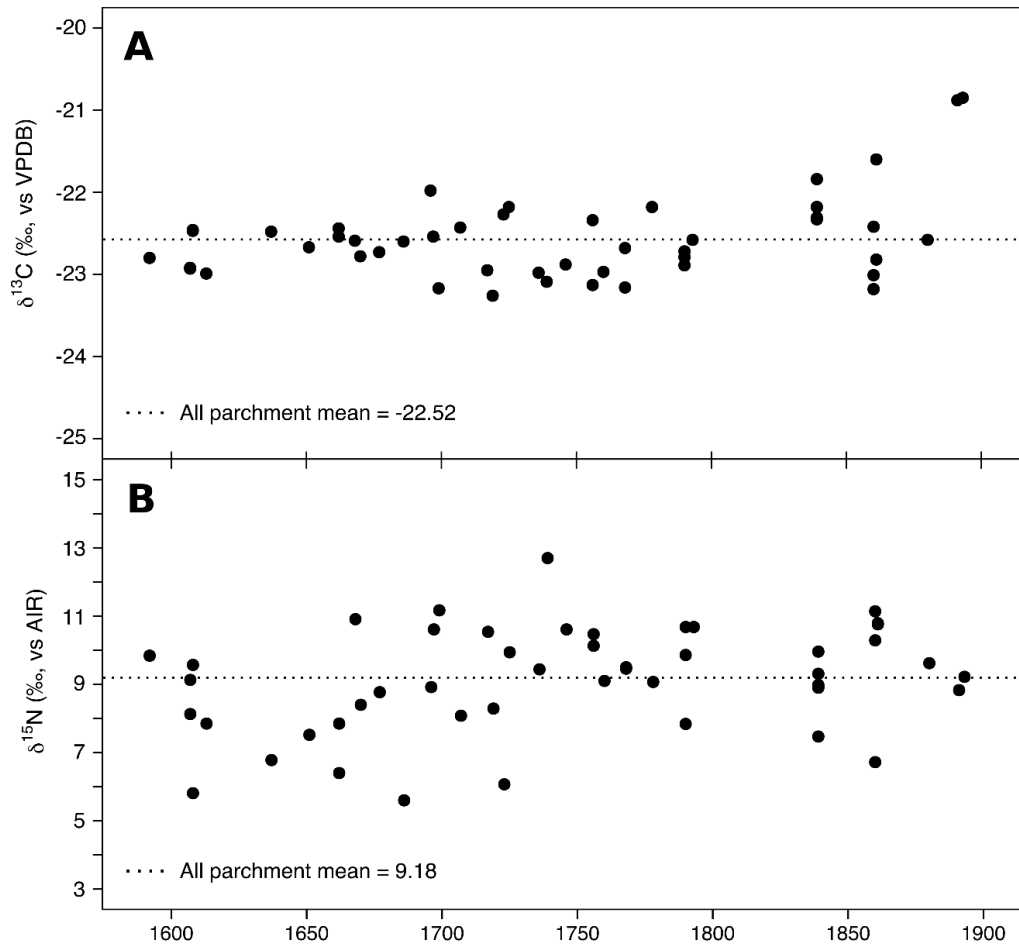 A
-20
-21
-22
-23
-24
-25
δ¹³C (‰, vs VPDB)
All parchment mean = -22.52
B
15
13
11
9
7
5
3
δ¹⁵N (‰, vs AIR)
All parchment mean = 9.18
1600 1650 1700 1750 1800 1850 1900